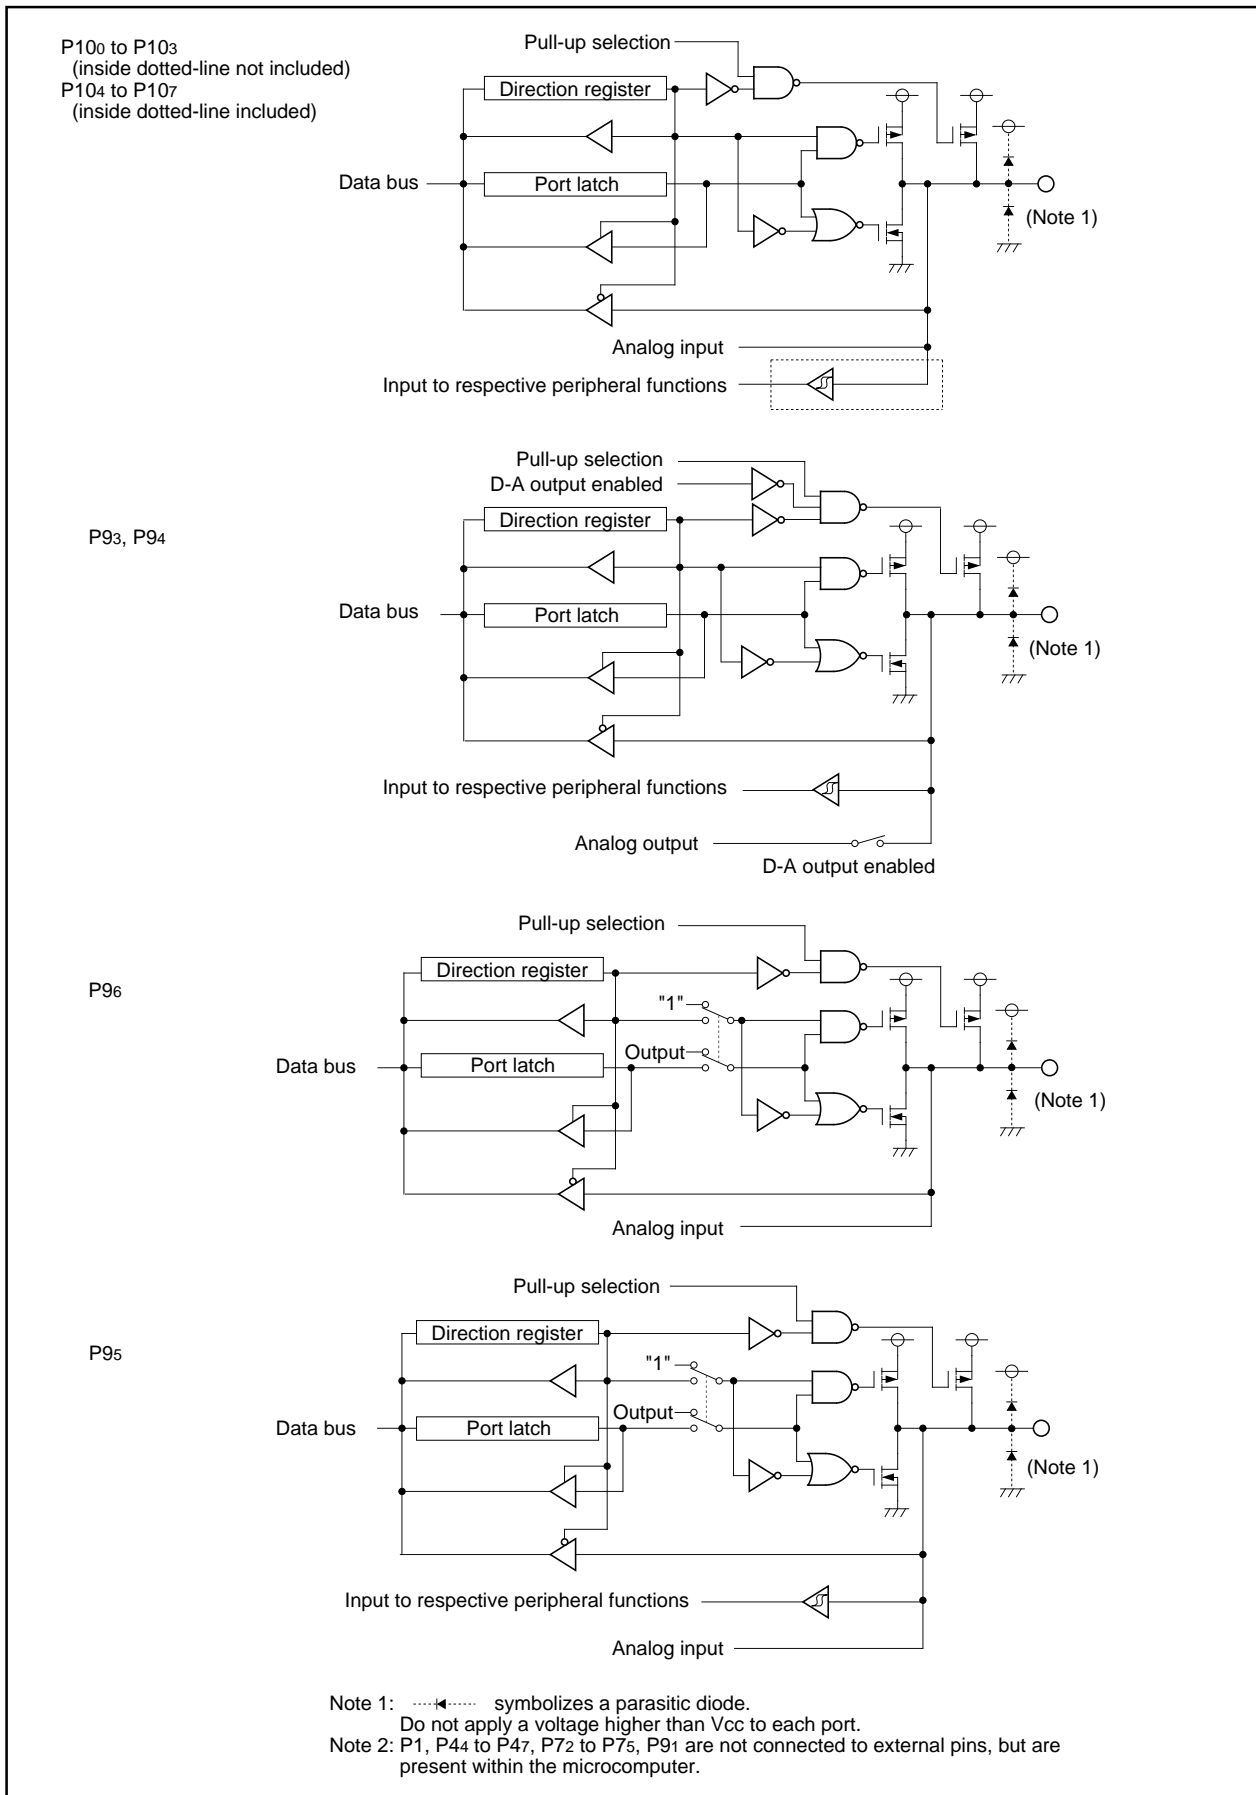 P100 to P103
(inside dotted-line not included)
P104 to P107
(inside dotted-line included)
Pull-up selection
Direction register
Data bus
Port latch
(Note 1)
Analog input
Input to respective peripheral functions
P93, P94
Pull-up selection
D-A output enabled
Direction register
Data bus
Port latch
(Note 1)
Input to respective peripheral functions
Analog output
D-A output enabled
P96
Pull-up selection
Direction register
"1"
Output
Data bus
Port latch
(Note 1)
Analog input
P95
Pull-up selection
Direction register
"1"
Output
Data bus
Port latch
(Note 1)
Input to respective peripheral functions
Analog input
Note 1: symbolizes a parasitic diode.
Do not apply a voltage higher than Vcc to each port.
Note 2: P1, P44 to P47, P72 to P75, P91 are not connected to external pins, but are
present within the microcomputer.